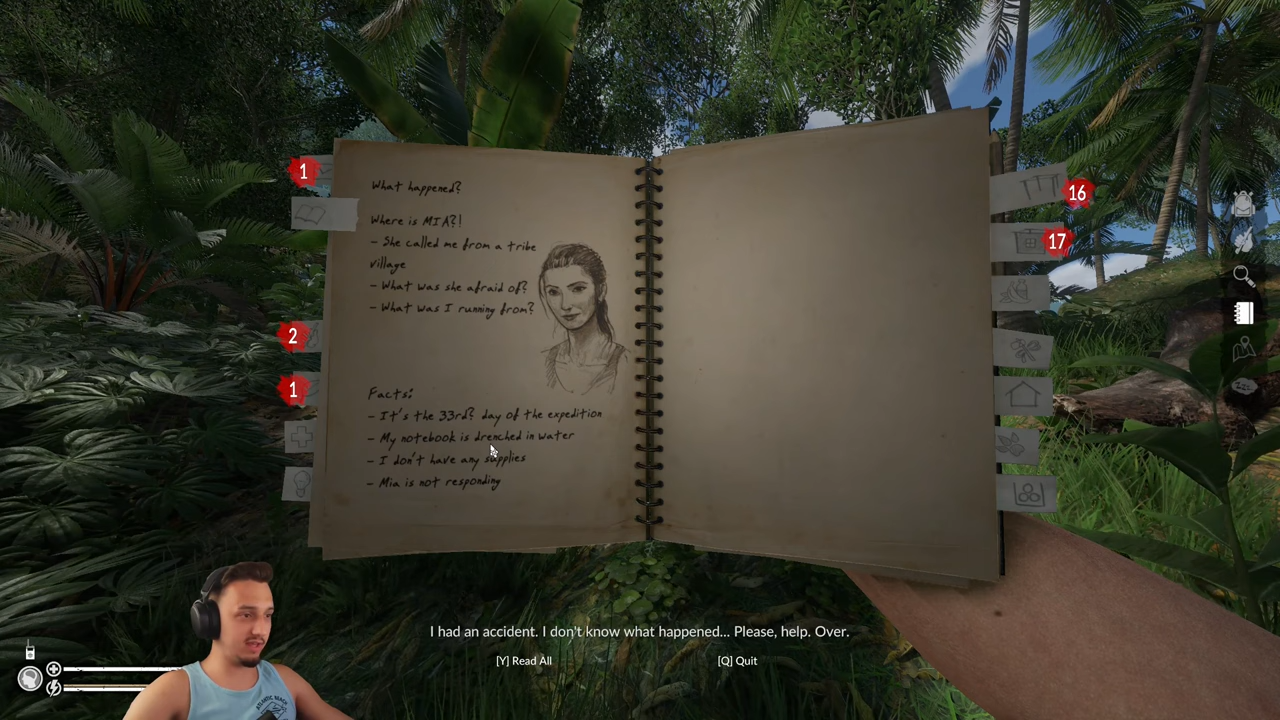 What happened?
Where is MIA?!
- She called me from a tribe
village
- What was she afraid of?
- What was I running from?
Facts:
- It's the 33rd? day of the expedition
- My notebook is drenched in water
- I don't have any supplies
- Mia is not responding
1
2
1
16
17
I had an accident. I don't know what happened... Please, help. Over.
[Y] Read All
[Q] Quit
ATLANTIC BEACH